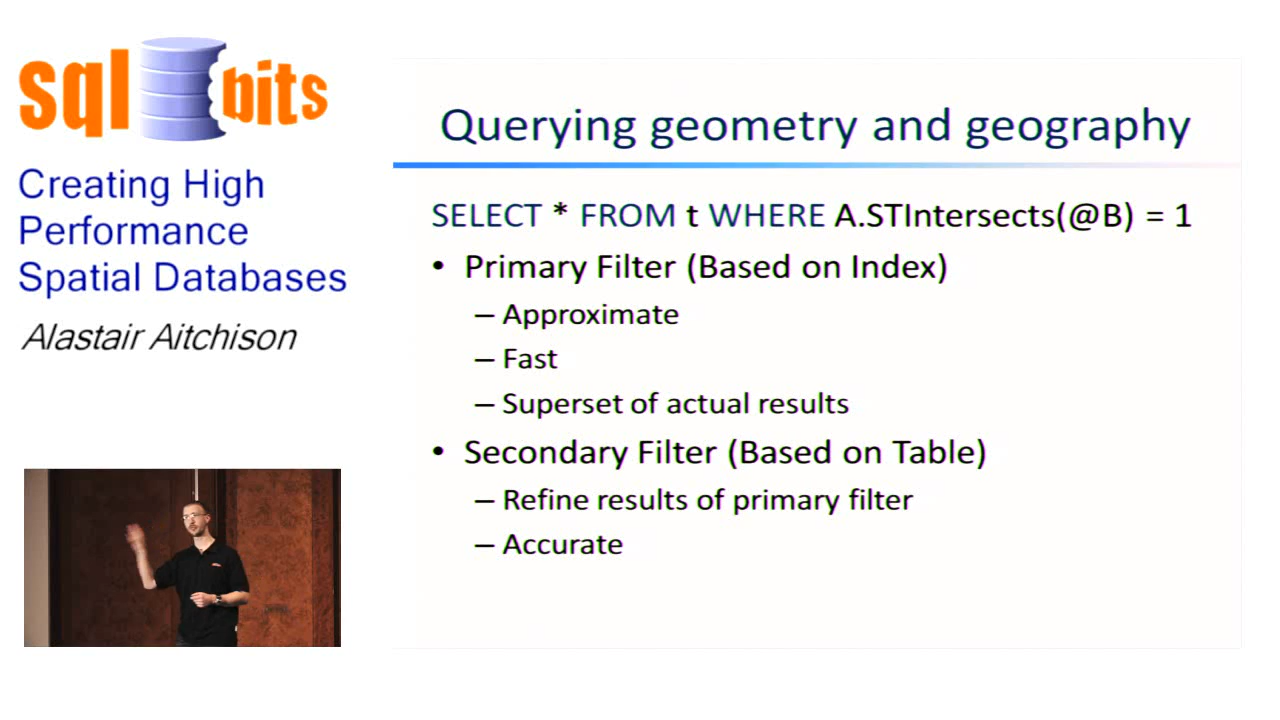 sql bits
Creating High
Performance
Spatial Databases
Alastair Aitchison
Querying geometry and geography
SELECT * FROM t WHERE A.STIntersects(@B) = 1
• Primary Filter (Based on Index)
– Approximate
– Fast
– Superset of actual results
• Secondary Filter (Based on Table)
– Refine results of primary filter
– Accurate